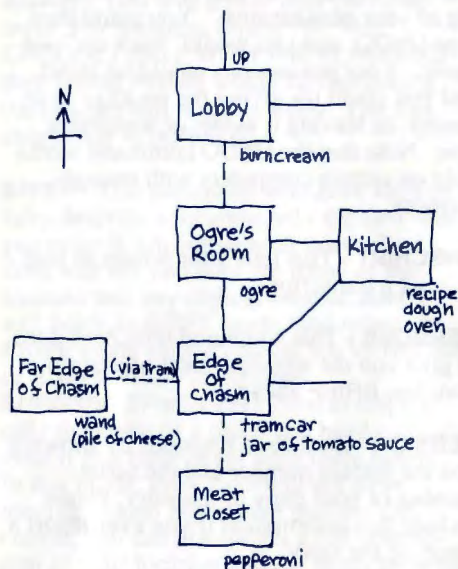 UP
N
Lobby
burncream
Ogre's
Room
Kitchen
ogre
recipe
dough
oven
Far Edge
of Chasm
(via tram)
Edge
of
Chasm
wand
(pile of cheese)
tramcar
jar of tomato sauce
Meat
closet
pepperoni